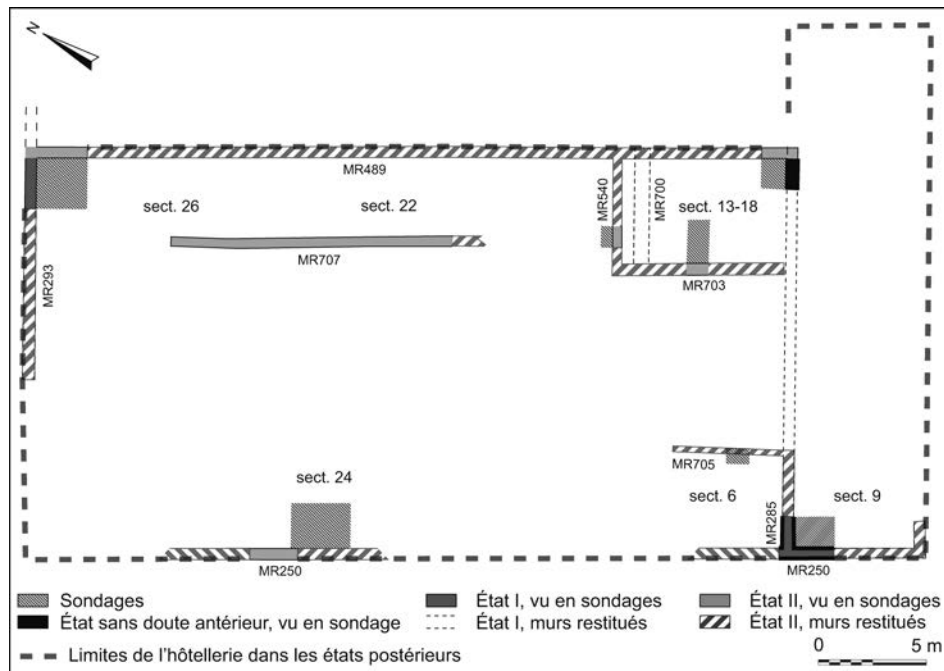 N
MR489
MR540
MR700
sect. 26
sect. 22
sect. 13-18
MR707
MR703
MR293
MR705
sect. 24
sect. 6
MR285
sect. 9
MR250
MR250
Sondages
État I, vu en sondages
État II, vu en sondages
État sans doute antérieur, vu en sondage
État I, murs restitués
État II, murs restitués
Limites de l'hôtellerie dans les états postérieurs
0 5 m